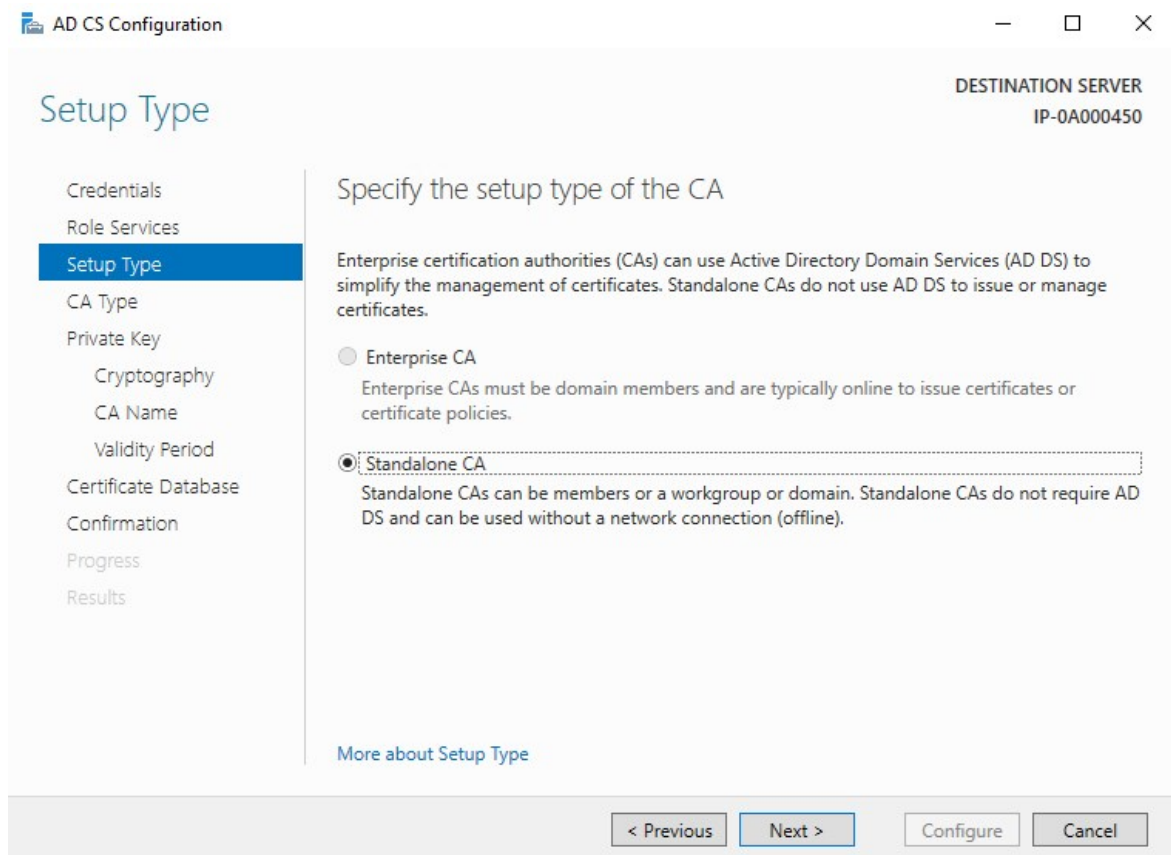 AD CS Configuration
DESTINATION SERVER
IP-0A000450
Setup Type
Credentials
Role Services
Setup Type
CA Type
Private Key
Cryptography
CA Name
Validity Period
Certificate Database
Confirmation
Progress
Results
Specify the setup type of the CA
Enterprise certification authorities (CAs) can use Active Directory Domain Services (AD DS) to
simplify the management of certificates. Standalone CAs do not use AD DS to issue or manage
certificates.
Enterprise CA
Enterprise CAs must be domain members and are typically online to issue certificates or
certificate policies.
Standalone CA
Standalone CAs can be members or a workgroup or domain. Standalone CAs do not require AD
DS and can be used without a network connection (offline).
More about Setup Type
< Previous
Next >
Configure
Cancel